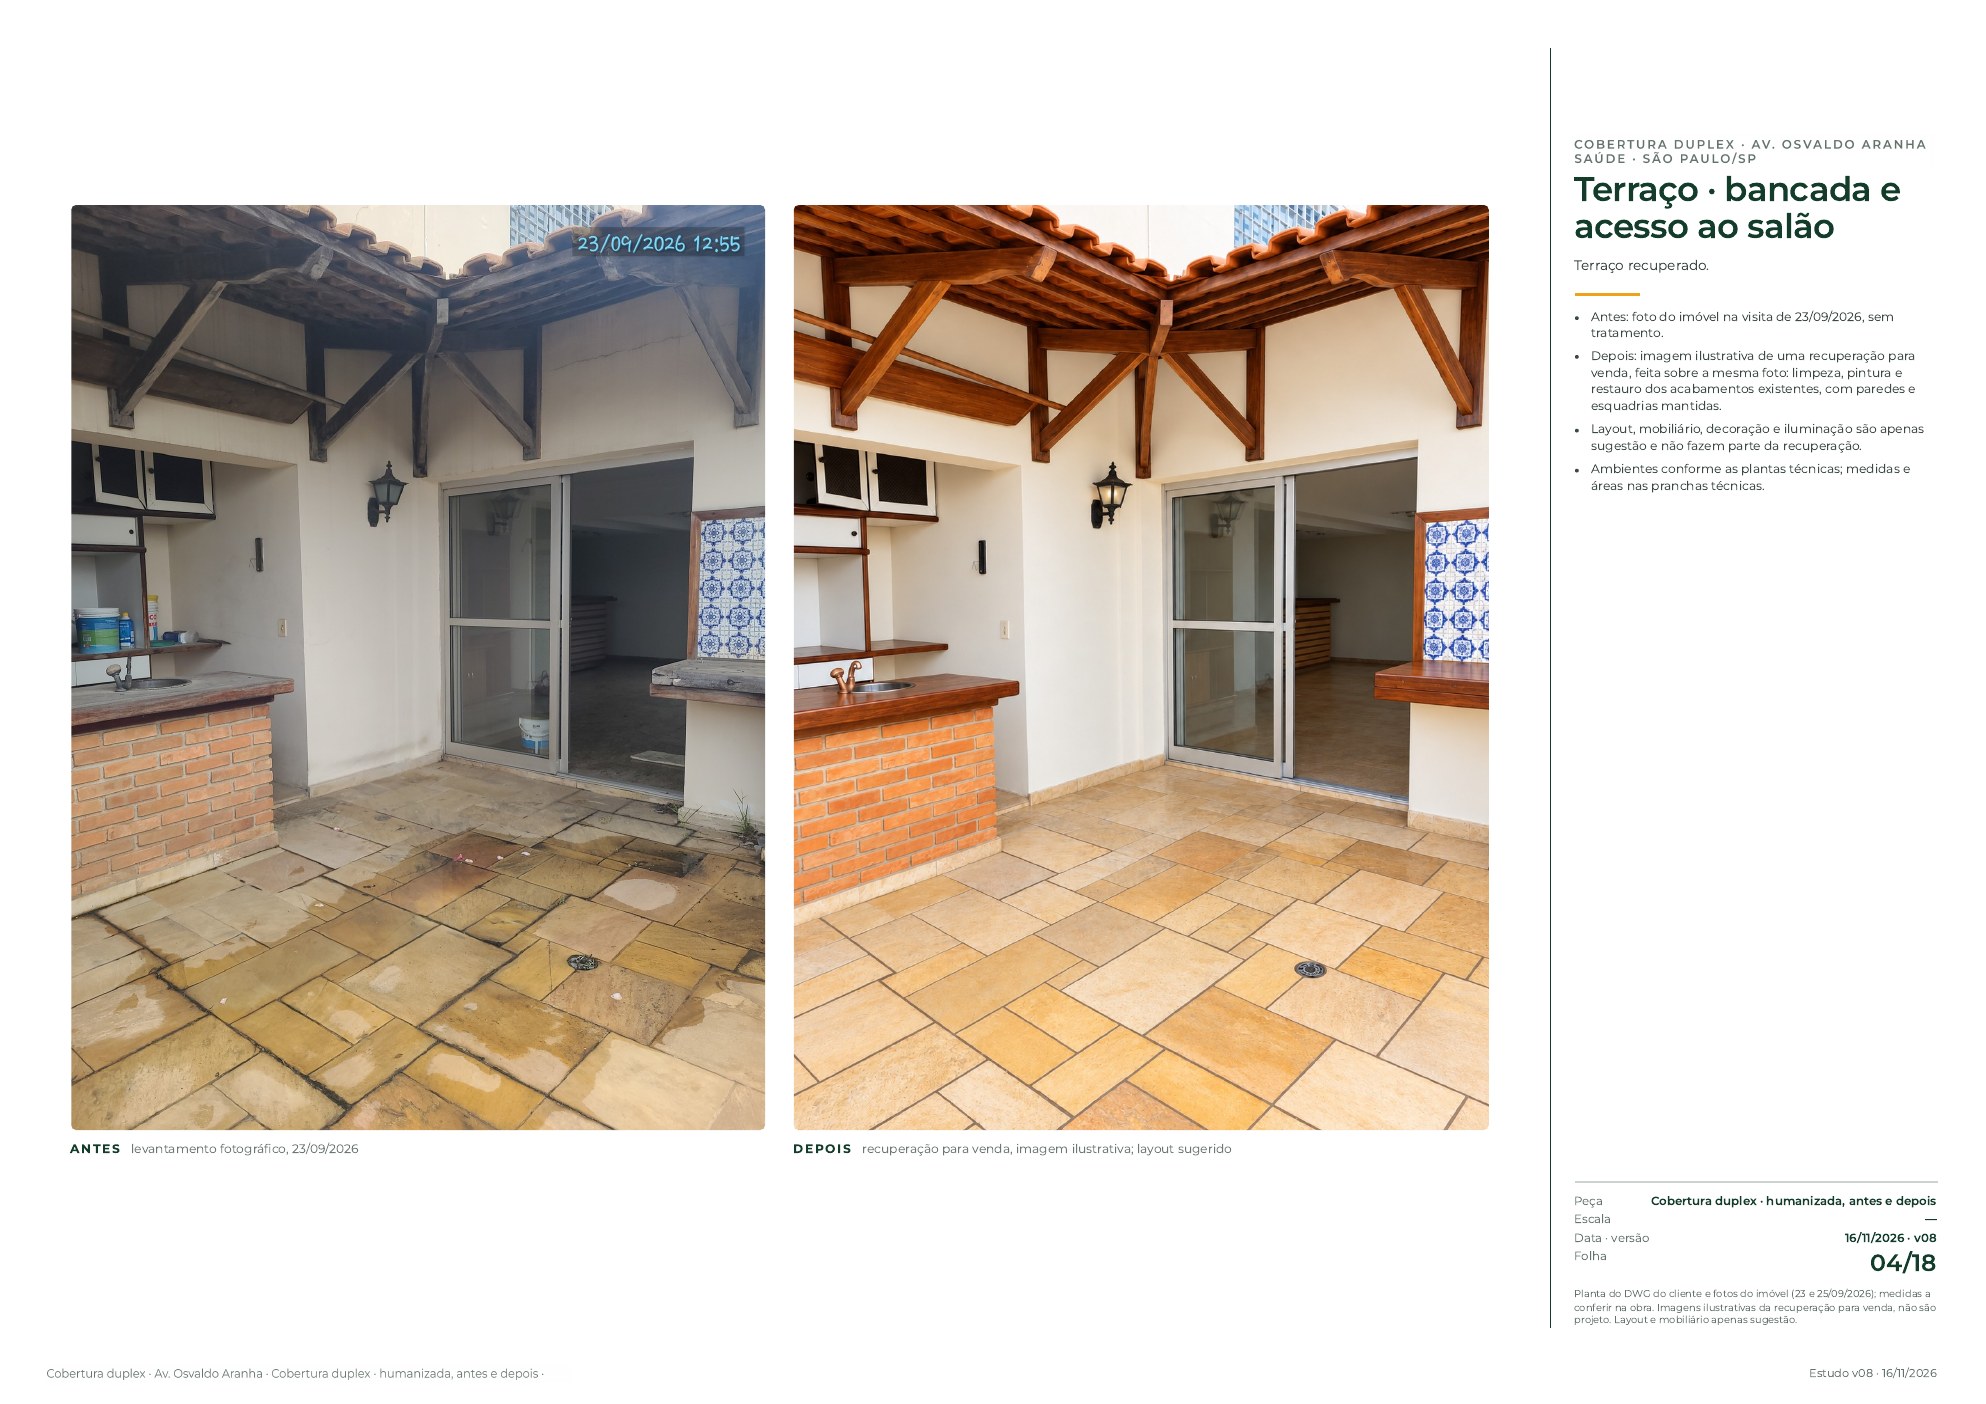 COBERTURA DUPLEX · AV. OSVALDO ARANHA
SAÚDE · SÃO PAULO/SP
Terraço · bancada e
acesso ao salão
Terraço recuperado.
• Antes: foto do imóvel na visita de 23/09/2026, sem
tratamento.
• Depois: imagem ilustrativa de uma recuperação para
venda, feita sobre a mesma foto: limpeza, pintura e
restauro dos acabamentos existentes, com paredes e
esquadrias mantidas.
• Layout, mobiliário, decoração e iluminação são apenas
sugestão e não fazem parte da recuperação.
• Ambientes conforme as plantas técnicas; medidas e
áreas nas pranchas técnicas.
23/09/2026 12:55
ANTES levantamento fotográfico, 23/09/2026
DEPOIS recuperação para venda, imagem ilustrativa; layout sugerido
Peça Cobertura duplex · humanizada, antes e depois
Escala —
Data · versão 16/11/2026 · v08
Folha 04/18
Planta do DWG do cliente e fotos do imóvel (23 e 25/09/2026); medidas a
conferir na obra. Imagens ilustrativas da recuperação para venda, não são
projeto. Layout e mobiliário apenas sugestão.
Cobertura duplex · Av. Osvaldo Aranha · Cobertura duplex · humanizada, antes e depois ·
Estudo v08 · 16/11/2026